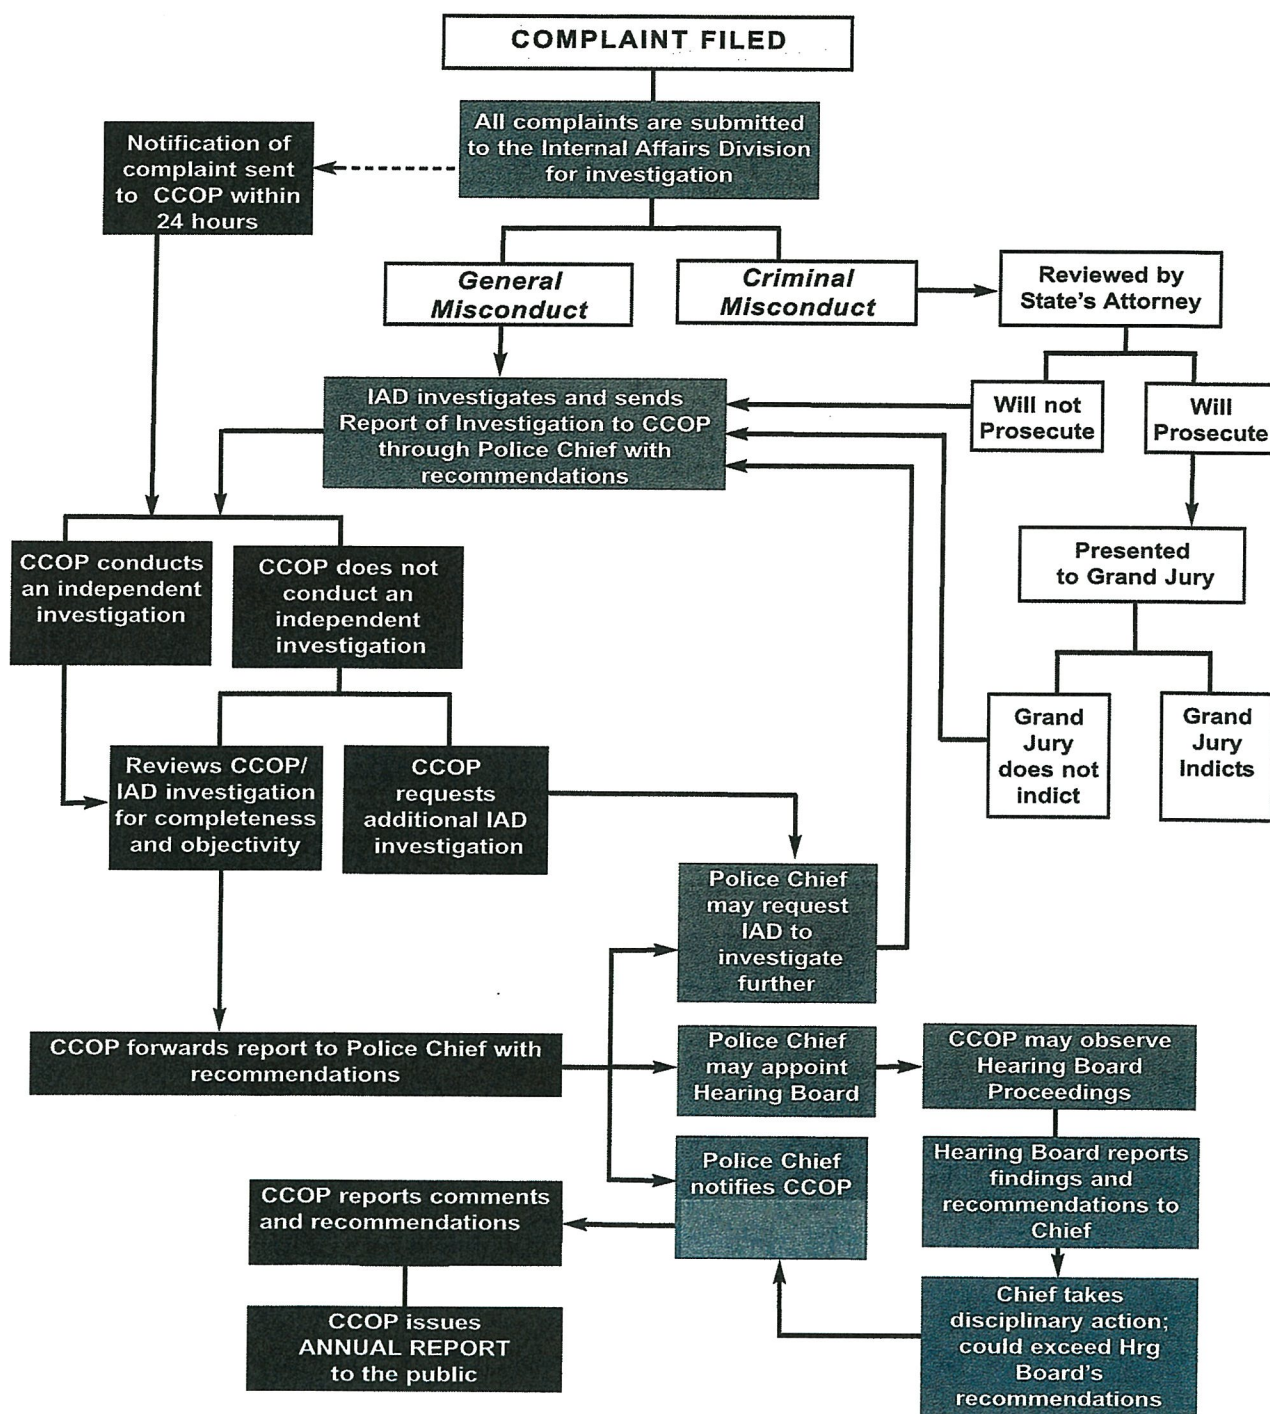 COMPLAINT FILED
All complaints are submitted
to the Internal Affairs Division
for investigation
Notification of
complaint sent
to CCOP within
24 hours
General
Misconduct
Criminal
Misconduct
Reviewed by
State's Attorney
IAD investigates and sends
Report of Investigation to CCOP
through Police Chief with
recommendations
Will not
Prosecute
Will
Prosecute
CCOP conducts
an independent
investigation
CCOP does not
conduct an
independent
investigation
Presented
to Grand Jury
Grand
Jury
does not
indict
Grand
Jury
Indicts
Reviews CCOP/
IAD investigation
for completeness
and objectivity
CCOP
requests
additional IAD
investigation
Police Chief
may request
IAD to
investigate
further
CCOP forwards report to Police Chief with
recommendations
Police Chief
may appoint
Hearing Board
CCOP may observe
Hearing Board
Proceedings
Police Chief
notifies CCOP
Hearing Board reports
findings and
recommendations to
Chief
CCOP reports comments
and recommendations
Chief takes
disciplinary action;
could exceed Hrg
Board's
recommendations
CCOP issues
ANNUAL REPORT
to the public